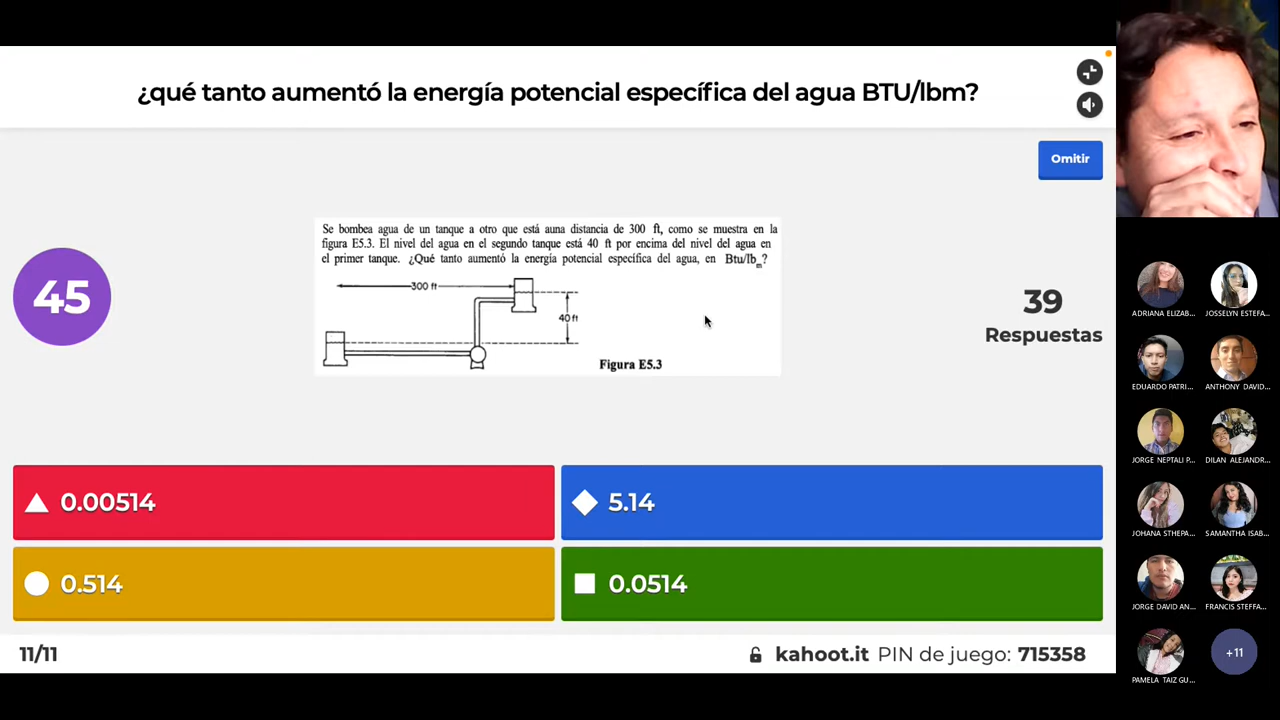 ¿qué tanto aumentó la energía potencial específica del agua BTU/lbm?
Omitir
Se bombea agua de un tanque a otro que está auna distancia de 300 ft, como se muestra en la
figura E5.3. El nivel del agua en el segundo tanque está 40 ft por encima del nivel del agua en
el primer tanque. ¿Qué tanto aumentó la energía potencial específica del agua, en Btu/lbm?
300 ft
40 ft
Figura E5.3
45
39
Respuestas
0.00514
5.14
0.514
0.0514
11/11
kahoot.it PIN de juego: 715358
ADRIANA ELIZAB...
JOSSELYN ESTEFA...
EDUARDO PATRI...
ANTHONY DAVID...
JORGE NEPTALI P...
DILAN ALEJANDR...
JOHANA STHEPA...
SAMANTHA ISAB...
JORGE DAVID AN...
FRANCIS STEFFA...
PAMELA TAIZ GU...
+11